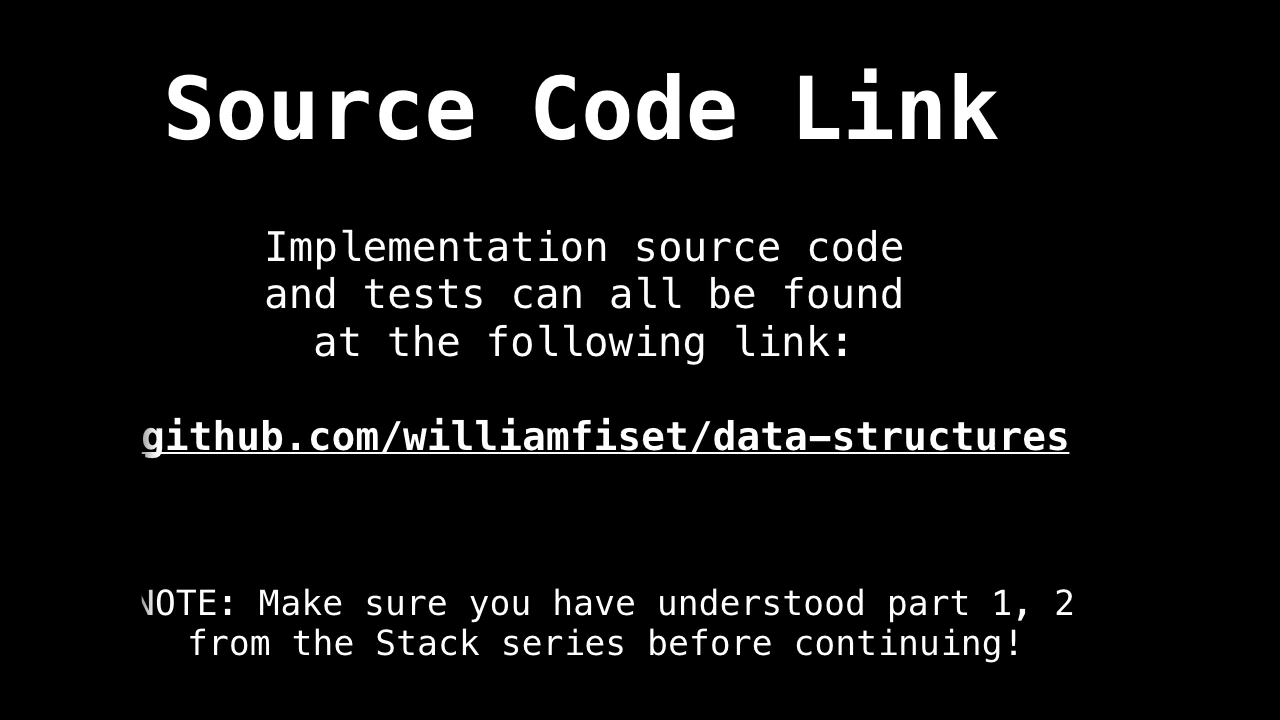 Source Code Link
Implementation source code
and tests can all be found
at the following link:
github.com/williamfiset/data-structures
NOTE: Make sure you have understood part 1, 2
from the Stack series before continuing!